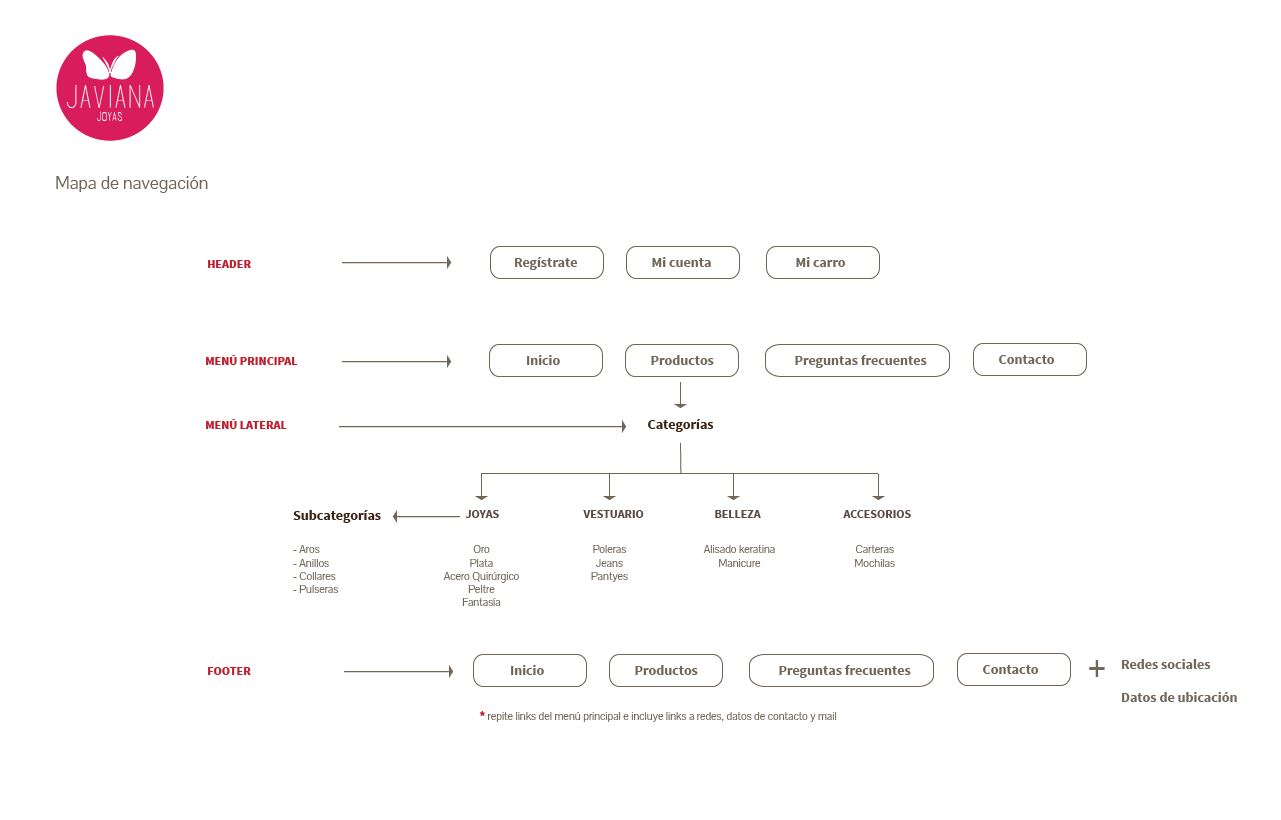 JAVIANA
JOYAS
Mapa de navegación
HEADER
Regístrate
Mi cuenta
Mi carro
MENÚ PRINCIPAL
Inicio
Productos
Preguntas frecuentes
Contacto
MENÚ LATERAL
Categorías
Subcategorías
- Aros
- Anillos
- Collares
- Pulseras
JOYAS
Oro
Plata
Acero Quirúrgico
Peltre
Fantasía
VESTUARIO
Poleras
Jeans
Pantyes
BELLEZA
Alisado keratina
Manicure
ACCESORIOS
Carteras
Mochilas
FOOTER
Inicio
Productos
Preguntas frecuentes
Contacto
+
Redes sociales
Datos de ubicación
* repite links del menú principal e incluye links a redes, datos de contacto y mail